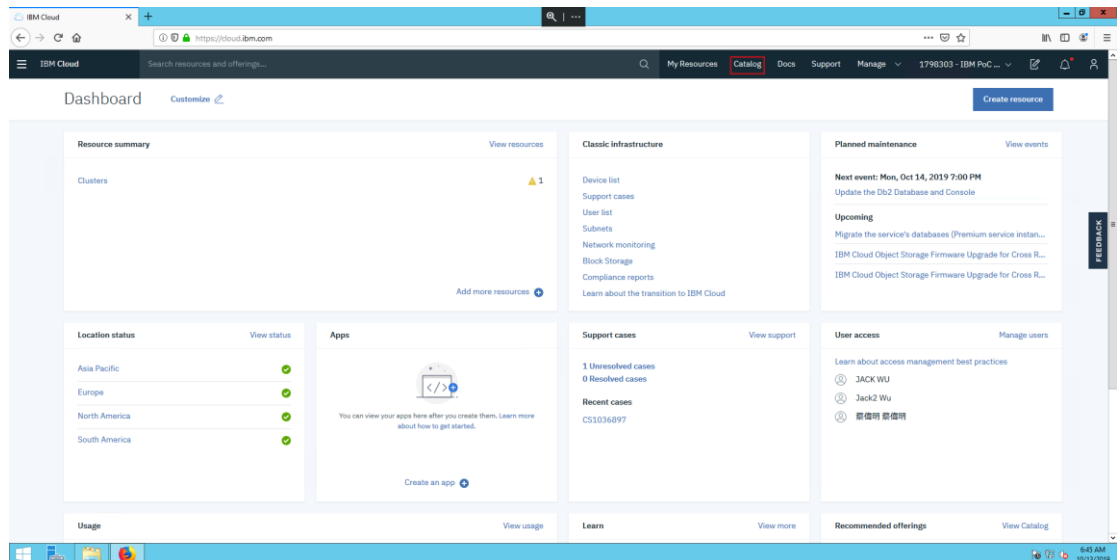 IBM Cloud
https://cloud.ibm.com
IBM Cloud
Search resources and offerings...
My Resources
Catalog
Docs
Support
Manage
1798303 - IBM PoC ...
Dashboard
Customize
Create resource
Resource summary
View resources
Clusters
1
Add more resources
Classic infrastructure
Device list
Support cases
User list
Subnets
Network monitoring
Block Storage
Compliance reports
Learn about the transition to IBM Cloud
Planned maintenance
View events
Next event: Mon, Oct 14, 2019 7:00 PM
Update the Db2 Database and Console
Upcoming
Migrate the service's databases (Premium service instan...
IBM Cloud Object Storage Firmware Upgrade for Cross R...
IBM Cloud Object Storage Firmware Upgrade for Cross R...
FEEDBACK
Location status
View status
Asia Pacific
Europe
North America
South America
Apps
</>
You can view your apps here after you create them. Learn more
about how to get started.
Create an app
Support cases
View support
1 Unresolved cases
0 Resolved cases
Recent cases
CS1036897
User access
Manage users
Learn about access management best practices
JACK WU
Jack2 Wu
蔡偉明 蔡偉明
Usage
View usage
Learn
View more
Recommended offerings
View Catalog
6:45 AM
10/13/2019